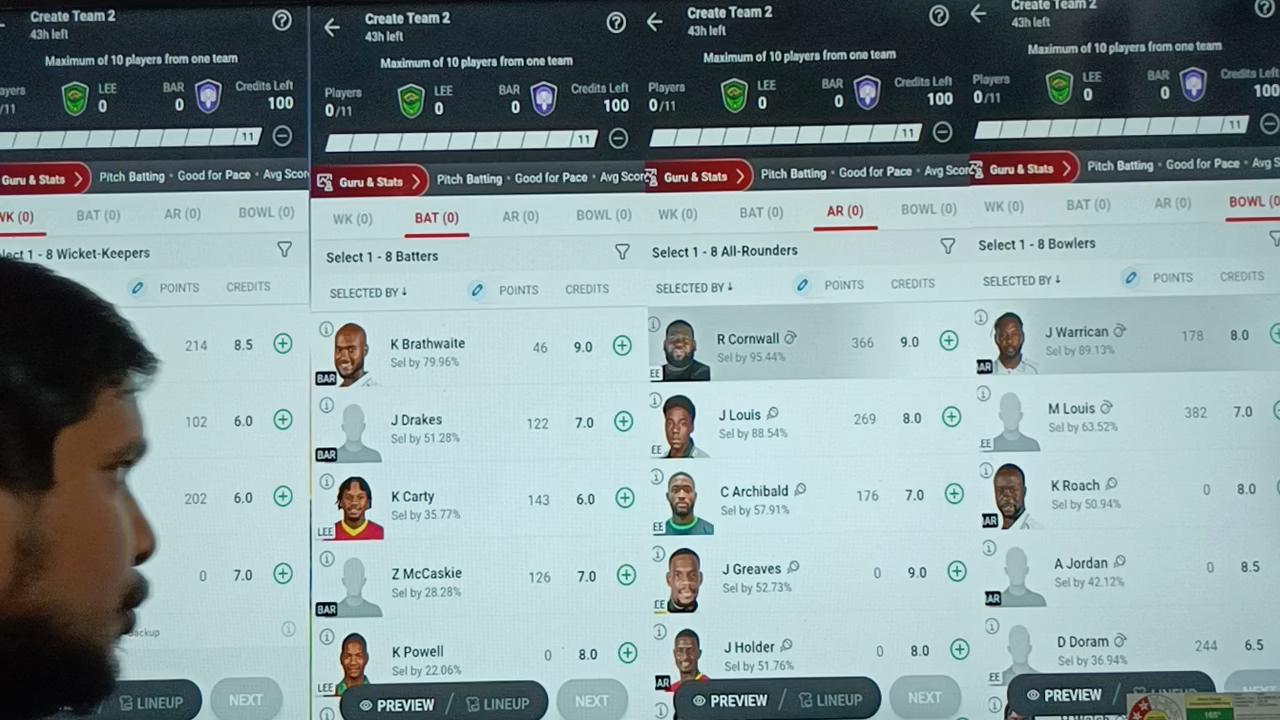 Create Team 2
43h left
Maximum of 10 players from one team
ayers
/11
LEE
0
BAR
0
Credits Left
100
11
Guru & Stats
Pitch Batting • Good for Pace • Avg Scor
WK (0)
BAT (0)
AR (0)
BOWL (0)
lect 1 - 8 Wicket-Keepers
POINTS
CREDITS
214 8.5
102 6.0
202 6.0
0 7.0
Backup
LINEUP
NEXT
Create Team 2
43h left
Maximum of 10 players from one team
Players
0/11
LEE
0
BAR
0
Credits Left
100
11
Guru & Stats
Pitch Batting • Good for Pace • Avg Scor
WK (0)
BAT (0)
AR (0)
BOWL (0)
Select 1 - 8 Batters
SELECTED BY ↓
POINTS
CREDITS
K Brathwaite
Sel by 79.96%
46 9.0
BAR
J Drakes
Sel by 51.28%
122 7.0
BAR
K Carty
Sel by 35.77%
143 6.0
LEE
Z McCaskie
Sel by 28.28%
126 7.0
BAR
K Powell
Sel by 22.06%
0 8.0
LEE
PREVIEW / LINEUP
NEXT
Create Team 2
43h left
Maximum of 10 players from one team
Players
0/11
LEE
0
BAR
0
Credits Left
100
11
Guru & Stats
Pitch Batting • Good for Pace • Avg Scor
WK (0)
BAT (0)
AR (0)
BOWL (0)
Select 1 - 8 All-Rounders
SELECTED BY ↓
POINTS
CREDITS
R Cornwall
Sel by 95.44%
366 9.0
EE
J Louis
Sel by 88.54%
269 8.0
EE
C Archibald
Sel by 57.91%
176 7.0
EE
J Greaves
Sel by 52.73%
0 9.0
EE
J Holder
Sel by 51.76%
0 8.0
AR
PREVIEW / LINEUP
NEXT
Create Team 2
43h left
Maximum of 10 players from one team
Players
0/11
LEE
0
BAR
0
Credits Left
100
11
Guru & Stats
Pitch Batting • Good for Pace • Avg S
WK (0)
BAT (0)
AR (0)
BOWL (0
Select 1 - 8 Bowlers
SELECTED BY ↓
POINTS
CREDITS
J Warrican
Sel by 89.13%
178 8.0
AR
M Louis
Sel by 63.52%
382 7.0
EE
K Roach
Sel by 50.94%
0 8.0
AR
A Jordan
Sel by 42.12%
0 8.5
AR
D Doram
Sel by 36.94%
244 6.5
EE
PREVIEW